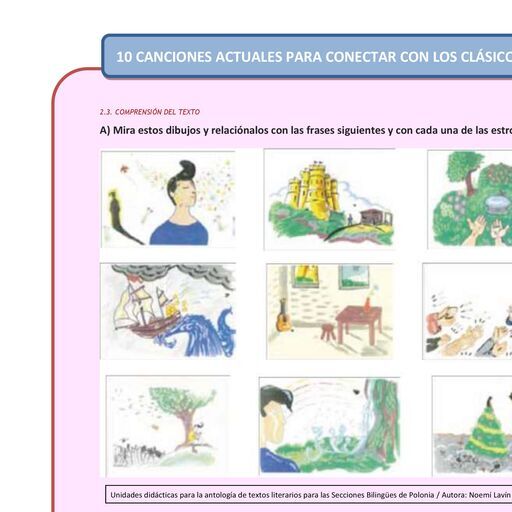 10 CANCIONES ACTUALES PARA CONECTAR CON LOS CLÁSICO
2.3. COMPRENSIÓN DEL TEXTO
A) Mira estos dibujos y relaciónalos con las frases siguientes y con cada una de las estro
Unidades didácticas para la antología de textos literarios para las Secciones Bilingües de Polonia / Autora: Noemí Lavín